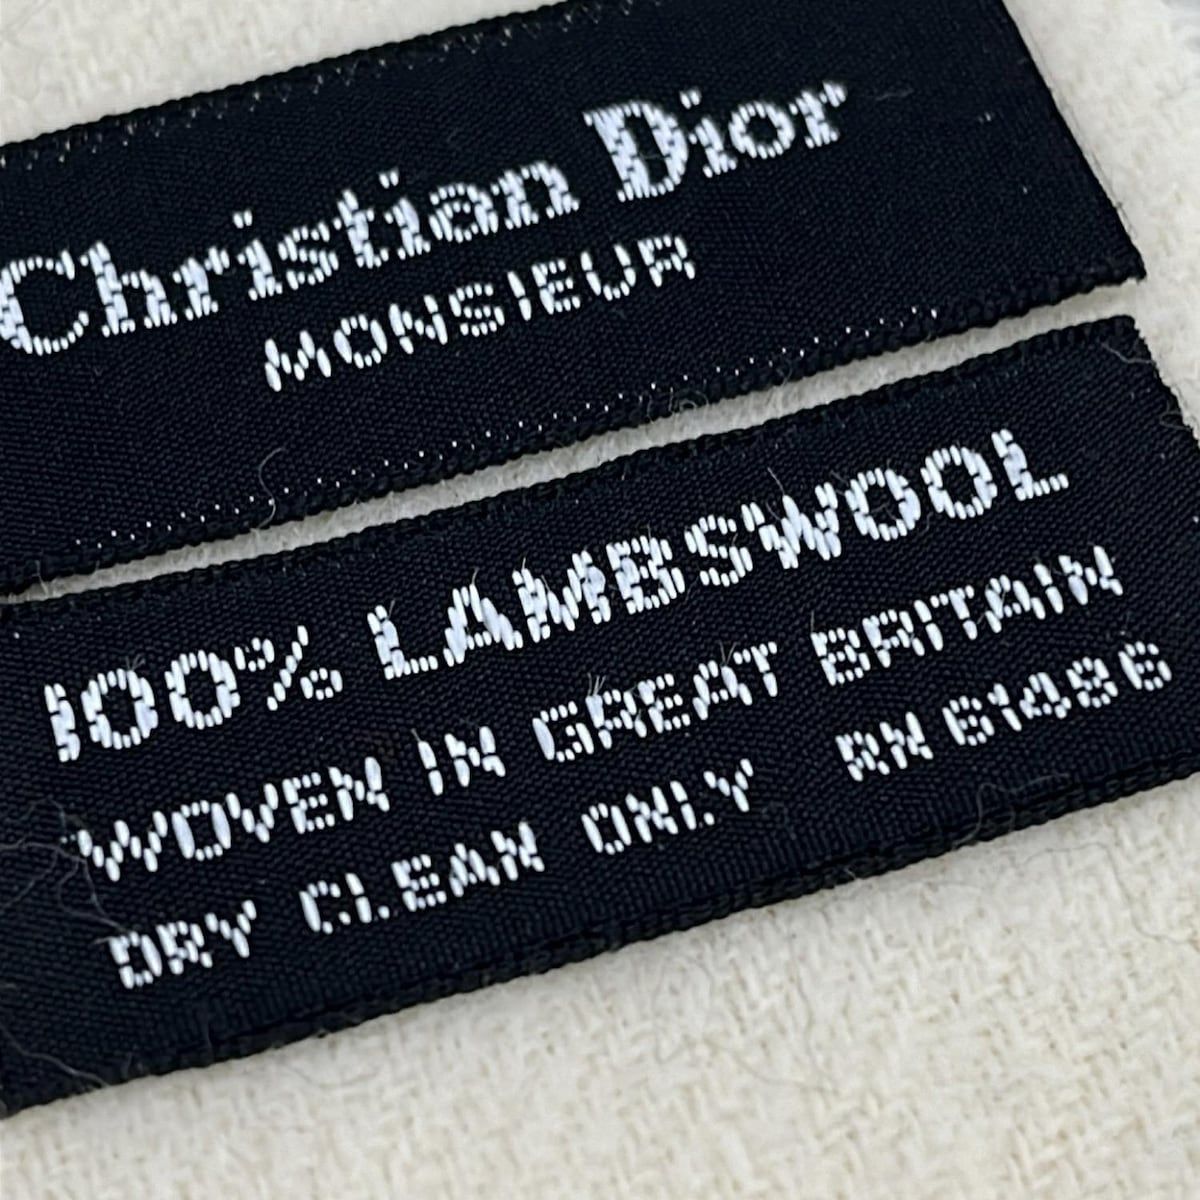 Christian Dior
MONSIEUR
100% LAMBSWOOL
WOVEN IN GREAT BRITAIN
DRY CLEAN ONLY RN 61486